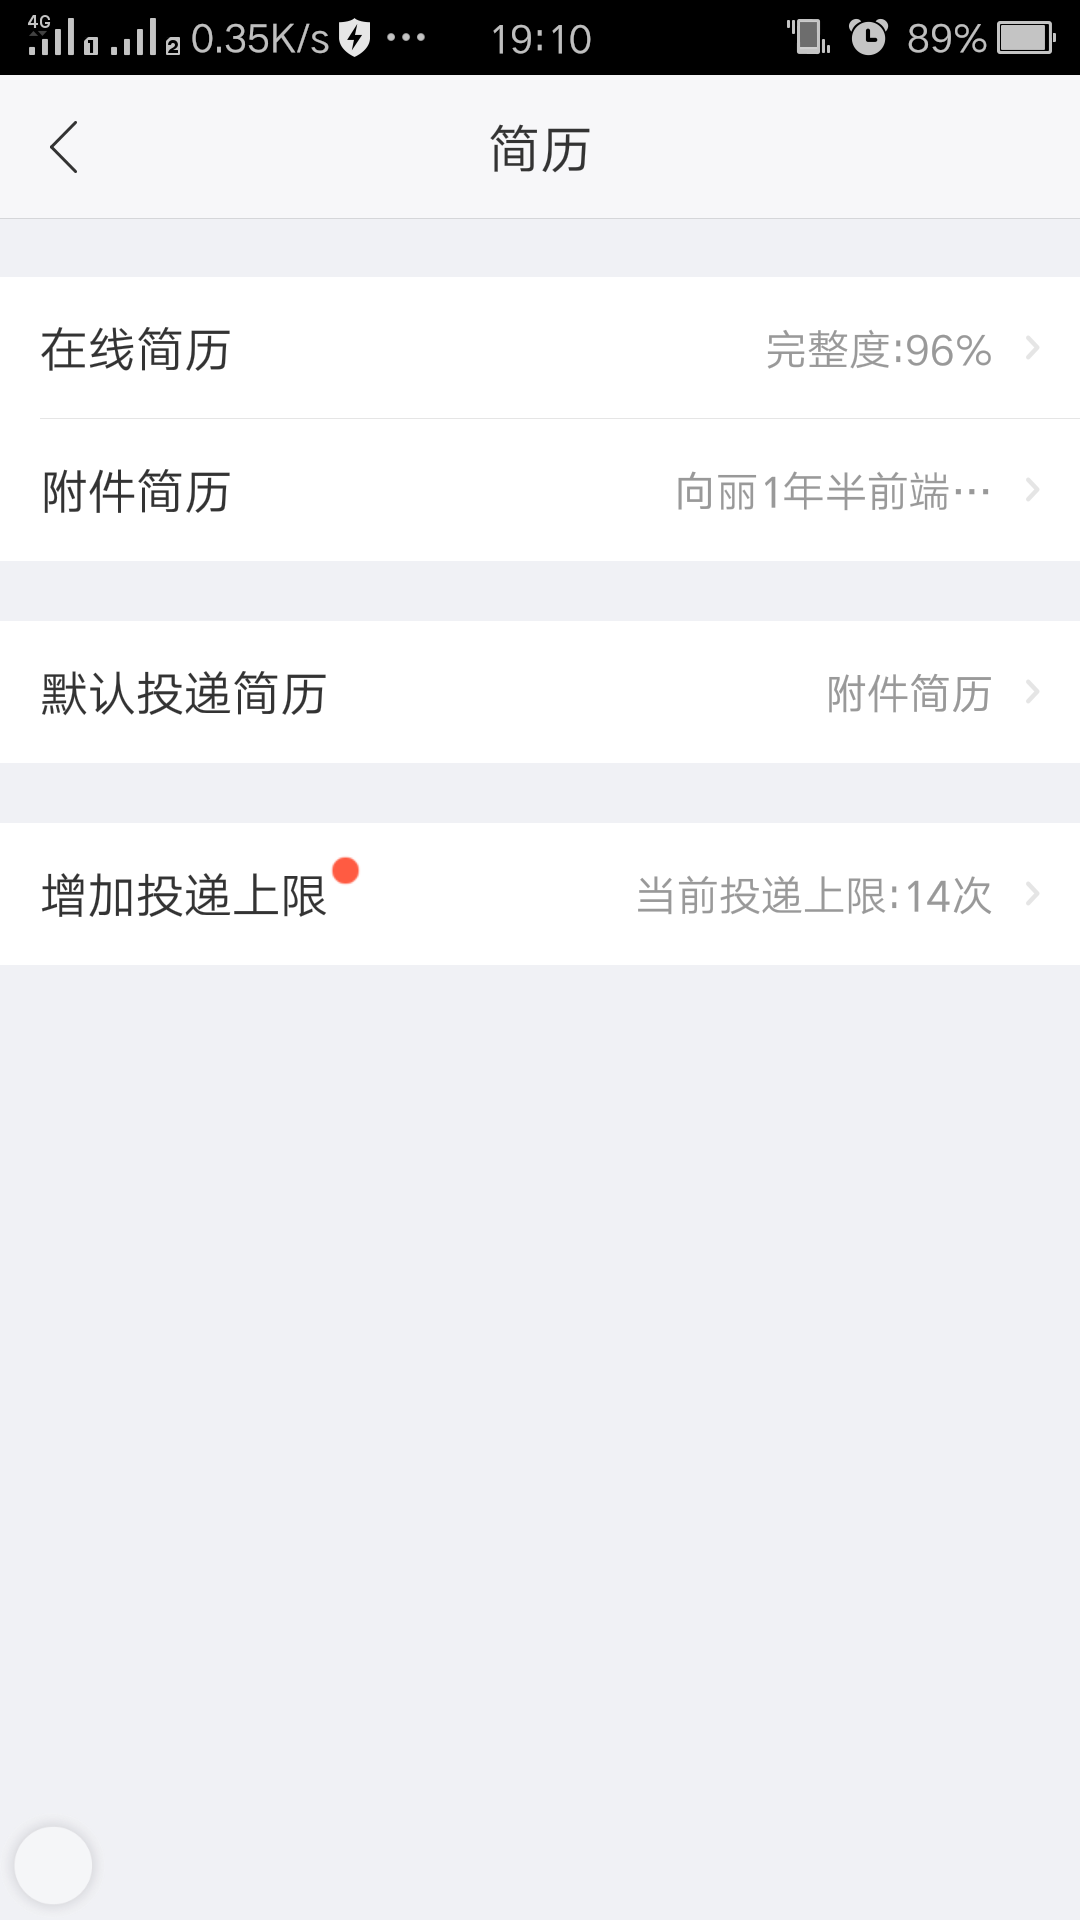 4G 1 2 0.35K/s ··· 19:10 89%
简历
在线简历 完整度:96%
附件简历 向丽1年半前端···
默认投递简历 附件简历
增加投递上限 当前投递上限:14次